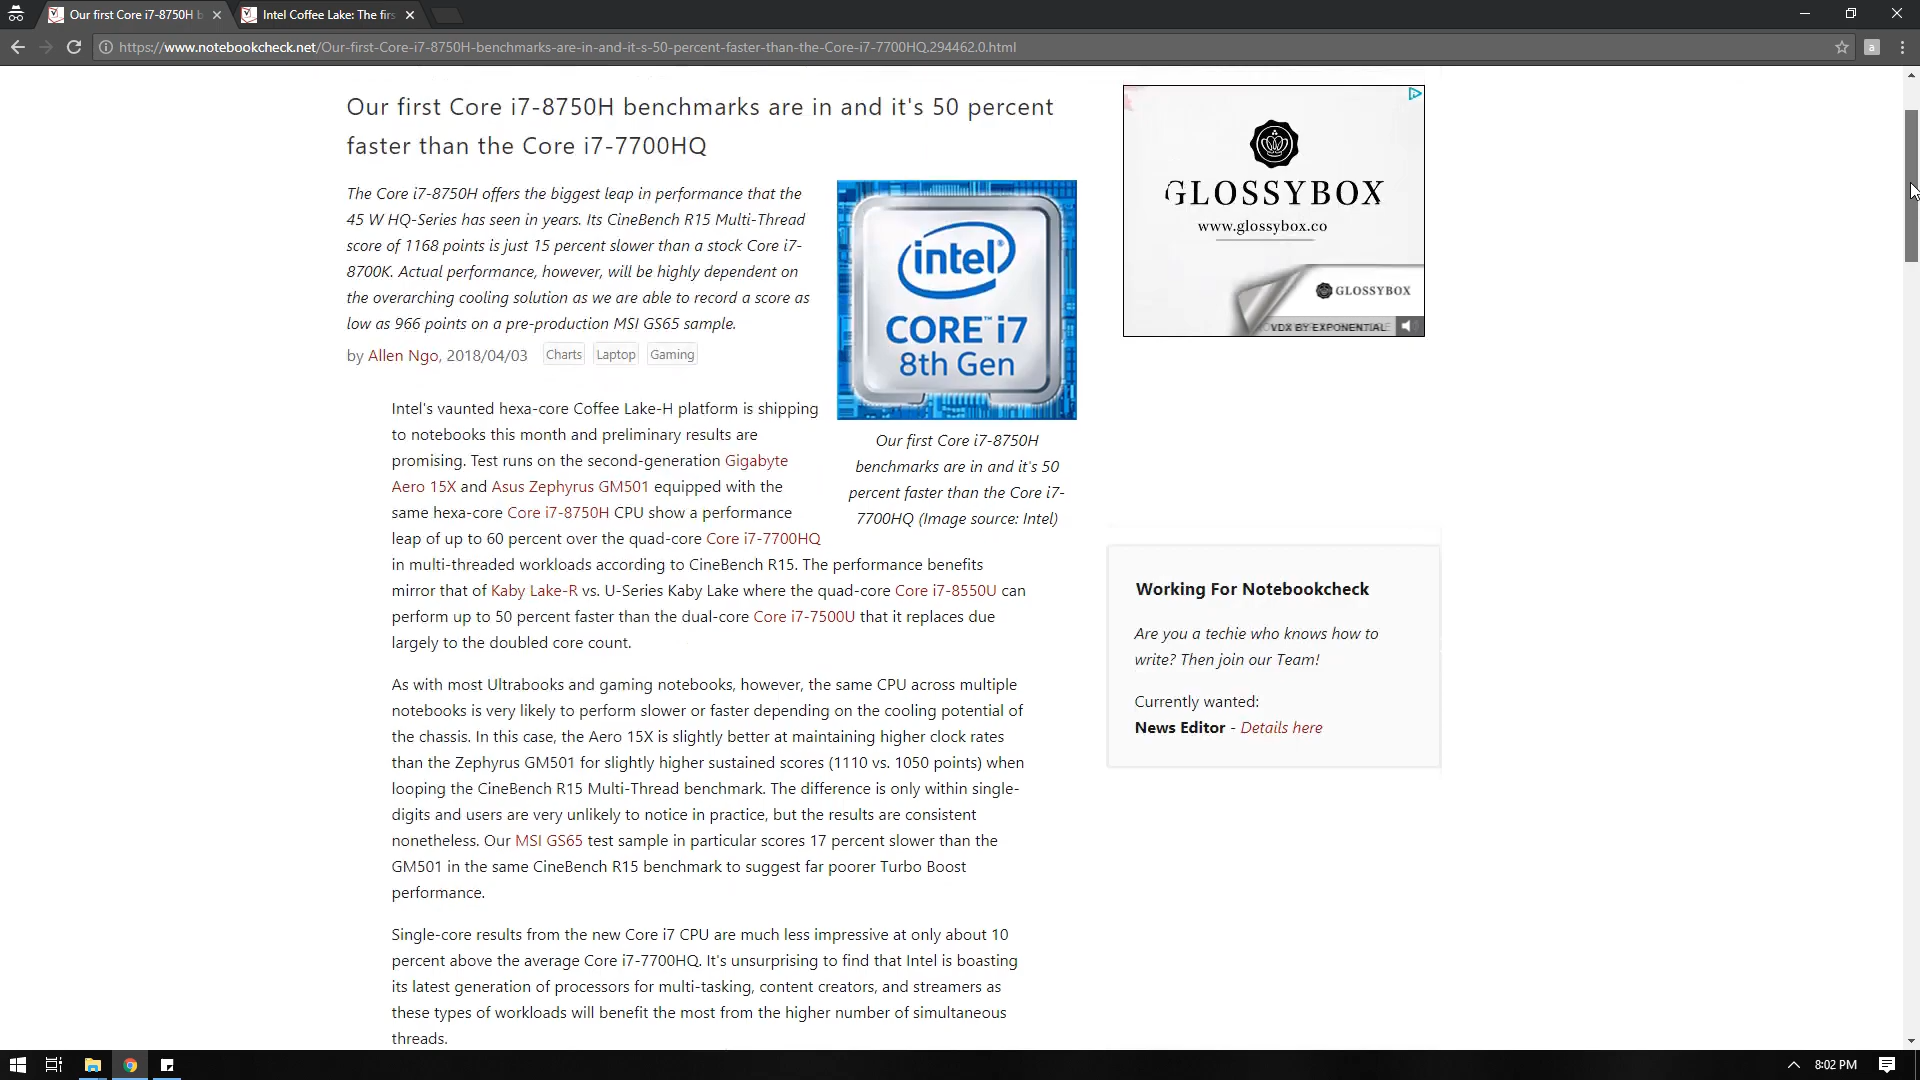 Our first Core i7-8750H b
Intel Coffee Lake: The firs
https://www.notebookcheck.net/Our-first-Core-i7-8750H-benchmarks-are-in-and-it-s-50-percent-faster-than-the-Core-i7-7700HQ.294462.0.html
a
Our first Core i7-8750H benchmarks are in and it's 50 percent
faster than the Core i7-7700HQ
The Core i7-8750H offers the biggest leap in performance that the
45 W HQ-Series has seen in years. Its CineBench R15 Multi-Thread
score of 1168 points is just 15 percent slower than a stock Core i7-
8700K. Actual performance, however, will be highly dependent on
the overarching cooling solution as we are able to record a score as
low as 966 points on a pre-production MSI GS65 sample.
by Allen Ngo, 2018/04/03 Charts Laptop Gaming
intel®
CORE™ i7
8th Gen
Our first Core i7-8750H
benchmarks are in and it's 50
percent faster than the Core i7-
7700HQ (Image source: Intel)
Intel's vaunted hexa-core Coffee Lake-H platform is shipping
to notebooks this month and preliminary results are
promising. Test runs on the second-generation Gigabyte
Aero 15X and Asus Zephyrus GM501 equipped with the
same hexa-core Core i7-8750H CPU show a performance
leap of up to 60 percent over the quad-core Core i7-7700HQ
in multi-threaded workloads according to CineBench R15. The performance benefits
mirror that of Kaby Lake-R vs. U-Series Kaby Lake where the quad-core Core i7-8550U can
perform up to 50 percent faster than the dual-core Core i7-7500U that it replaces due
largely to the doubled core count.
As with most Ultrabooks and gaming notebooks, however, the same CPU across multiple
notebooks is very likely to perform slower or faster depending on the cooling potential of
the chassis. In this case, the Aero 15X is slightly better at maintaining higher clock rates
than the Zephyrus GM501 for slightly higher sustained scores (1110 vs. 1050 points) when
looping the CineBench R15 Multi-Thread benchmark. The difference is only within single-
digits and users are very unlikely to notice in practice, but the results are consistent
nonetheless. Our MSI GS65 test sample in particular scores 17 percent slower than the
GM501 in the same CineBench R15 benchmark to suggest far poorer Turbo Boost
performance.
Single-core results from the new Core i7 CPU are much less impressive at only about 10
percent above the average Core i7-7700HQ. It's unsurprising to find that Intel is boasting
its latest generation of processors for multi-tasking, content creators, and streamers as
these types of workloads will benefit the most from the higher number of simultaneous
threads.
GLOSSYBOX
www.glossybox.co
GLOSSYBOX
VDX BY EXPONENTIAL
Working For Notebookcheck
Are you a techie who knows how to
write? Then join our Team!
Currently wanted:
News Editor - Details here
8:02 PM